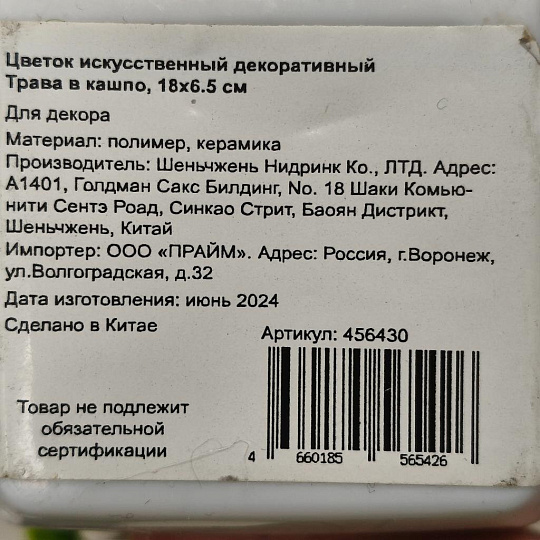 Цветок искусственный декоративный
Трава в кашпо, 18х6.5 см
Для декора
Материал: полимер, керамика
Производитель: Шеньчжень Нидринк Ко., ЛТД. Адрес:
А1401, Голдман Сакс Билдинг, No. 18 Шаки Комью-
нити Сентэ Роад, Синкао Стрит, Баоян Дистрикт,
Шеньчжень, Китай
Импортер: ООО «ПРАЙМ». Адрес: Россия, г.Воронеж,
ул.Волгоградская, д.32
Дата изготовления: июнь 2024
Сделано в Китае
Артикул: 456430
Товар не подлежит
обязательной
сертификации
4 660185 565426